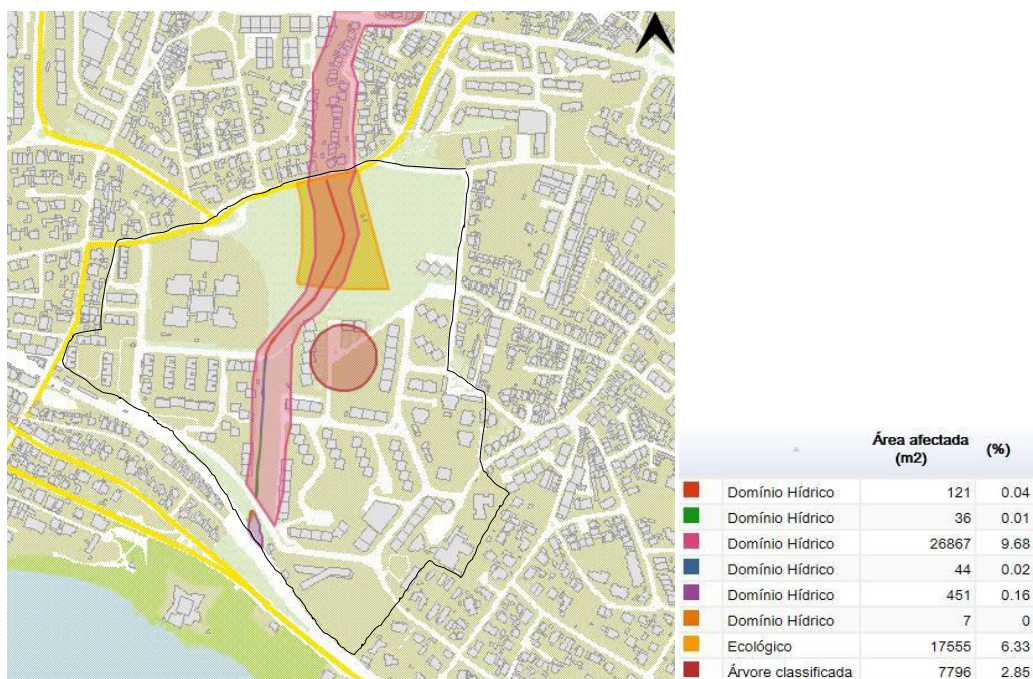 Área afectada (%)
(m2)
Domínio Hídrico 121 0.04
Domínio Hídrico 36 0.01
Domínio Hídrico 26867 9.68
Domínio Hídrico 44 0.02
Domínio Hídrico 451 0.16
Domínio Hídrico 7 0
Ecológico 17555 6.33
Árvore classificada 7796 2.85